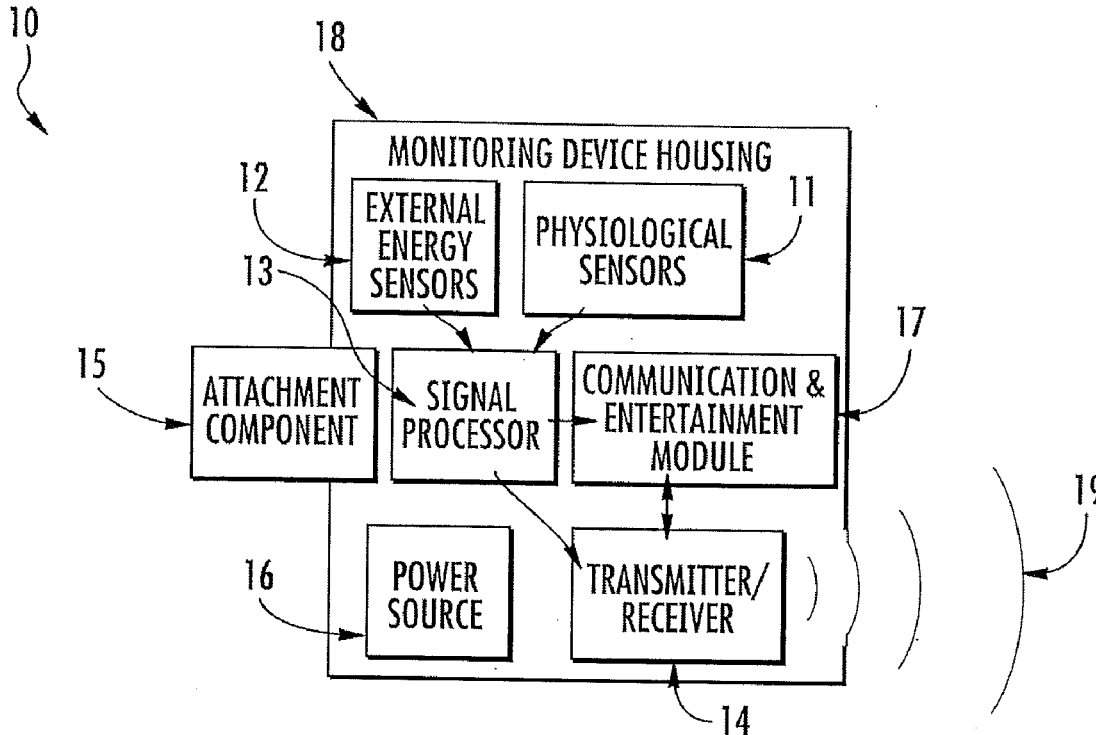 10
18
MONITORING DEVICE HOUSING
12
EXTERNAL
ENERGY
SENSORS
PHYSIOLOGICAL
SENSORS
11
13
15
ATTACHMENT
COMPONENT
SIGNAL
PROCESSOR
COMMUNICATION &
ENTERTAINMENT
MODULE
17
19
16
POWER
SOURCE
TRANSMITTER/
RECEIVER
14